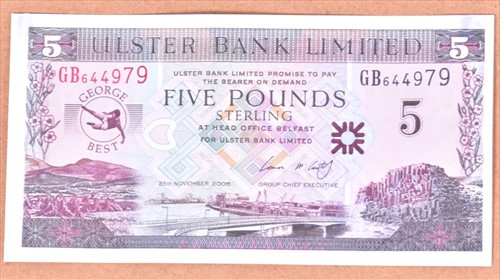 5 ULSTER BANK LIMITED 5
GB644979 GB644979
ULSTER BANK LIMITED PROMISE TO PAY
THE BEARER ON DEMAND
GEORGE
BEST
FIVE POUNDS
STERLING
5
AT HEAD OFFICE BELFAST
FOR ULSTER BANK LIMITED
25TH NOVEMBER 2006 GROUP CHIEF EXECUTIVE